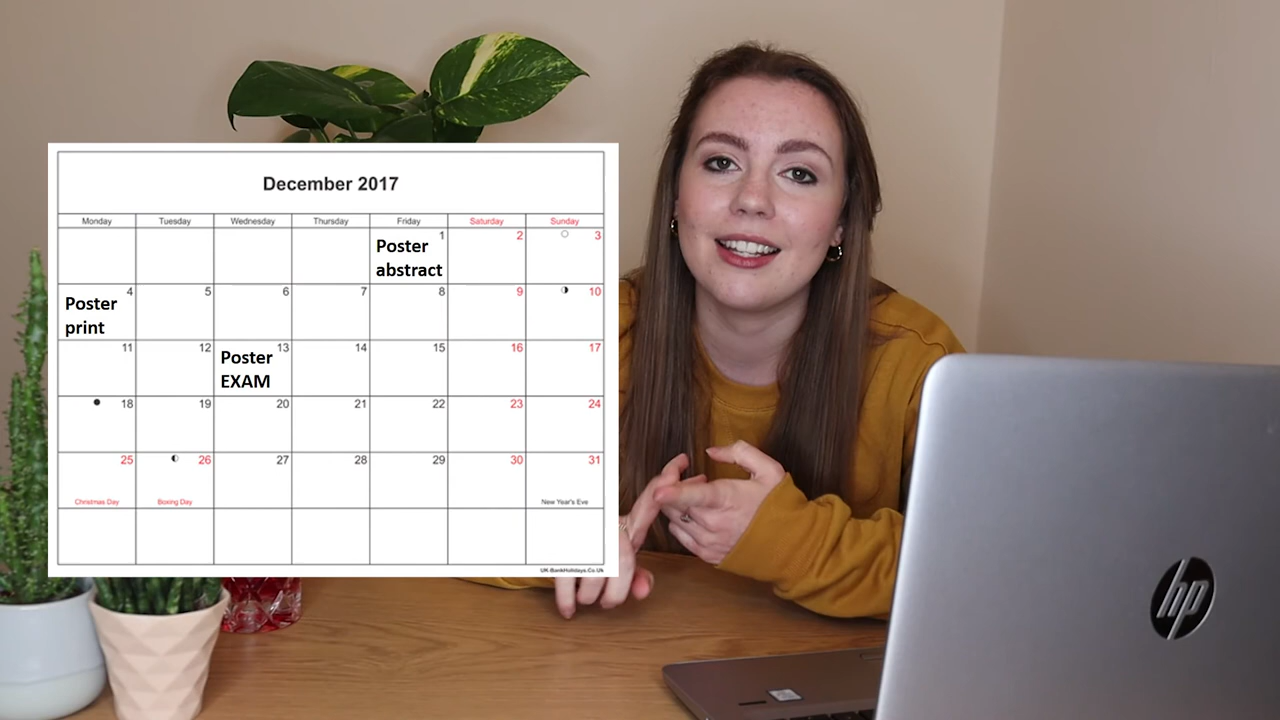 December 2017
Monday Tuesday Wednesday Thursday Friday Saturday Sunday
1 2 3
Poster
abstract
4 5 6 7 8 9 10
Poster
print
11 12 13 14 15 16 17
Poster
EXAM
18 19 20 21 22 23 24
25 26 27 28 29 30 31
Christmas Day Boxing Day New Year's Eve
UK-BankHolidays.Co.Uk
hp